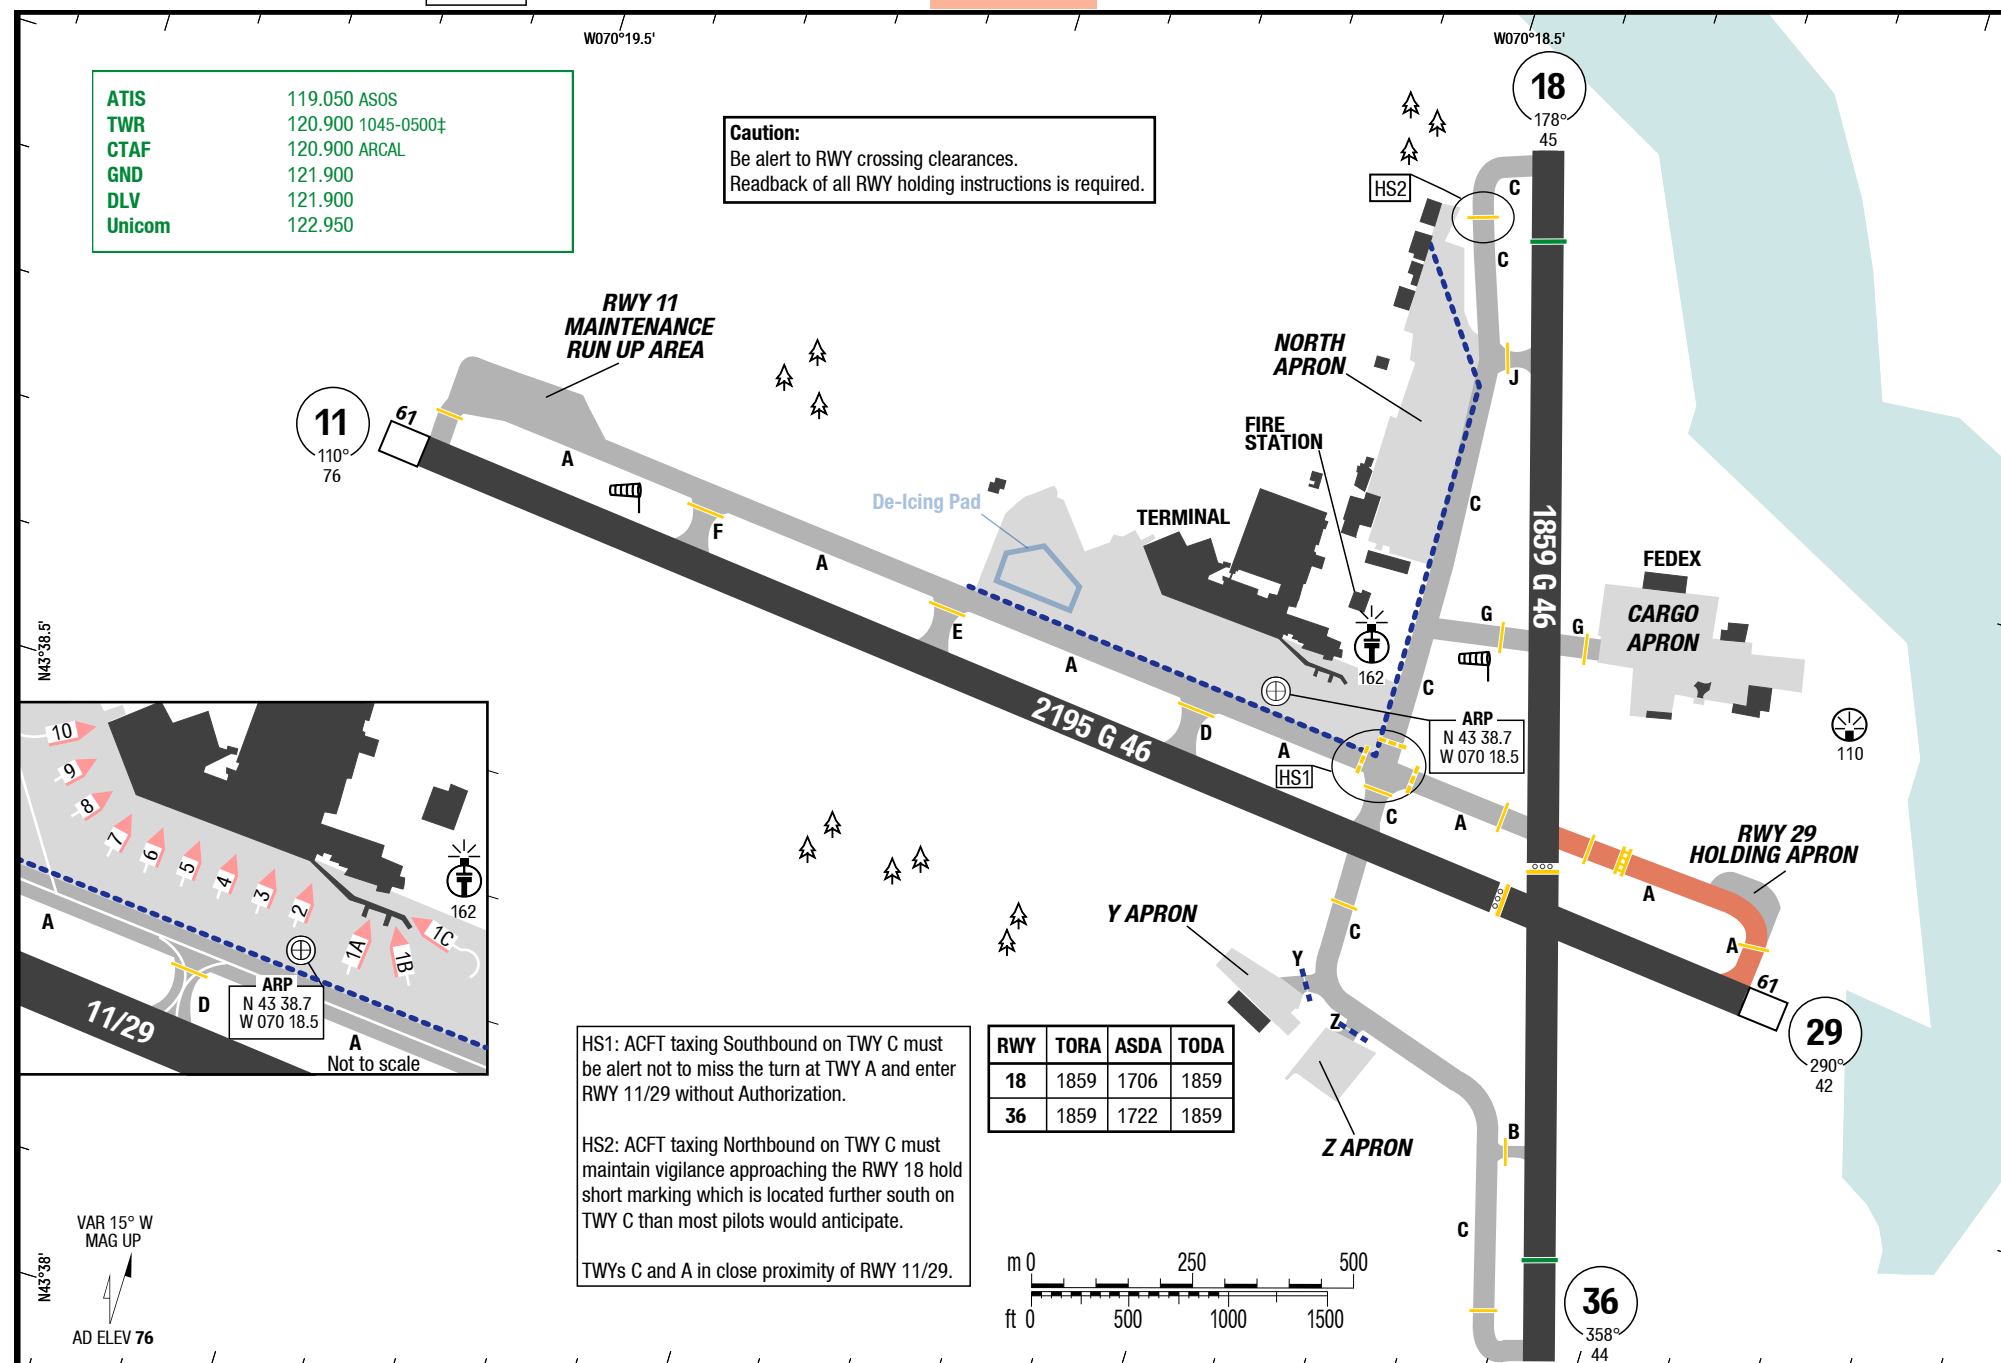 W070°19.5'
W070°18.5'
ATIS 119.050 ASOS
TWR 120.900 1045-0500‡
CTAF 120.900 ARCAL
GND 121.900
DLV 121.900
Unicom 122.950
Caution:
Be alert to RWY crossing clearances.
Readback of all RWY holding instructions is required.
18
178°
45
HS2
C
C
RWY 11
MAINTENANCE
RUN UP AREA
NORTH
APRON
J
11
110°
76
61
A
FIRE
STATION
De-Icing Pad
TERMINAL
C
F
A
1859 G 46
FEDEX
CARGO
APRON
G
G
E
A
N43°38.5'
162
C
2195 G 46
D
A
ARP
N 43 38.7
W 070 18.5
110
HS1
C
A
RWY 29
HOLDING APRON
A
A
61
29
290°
42
10
9
8
7
6
5
4
3
2
1A
1B
1C
162
A
D
ARP
N 43 38.7
W 070 18.5
11/29
A
Not to scale
Y APRON
C
Y
Z
Z APRON
HS1: ACFT taxing Southbound on TWY C must
be alert not to miss the turn at TWY A and enter
RWY 11/29 without Authorization.
HS2: ACFT taxing Northbound on TWY C must
maintain vigilance approaching the RWY 18 hold
short marking which is located further south on
TWY C than most pilots would anticipate.
TWYs C and A in close proximity of RWY 11/29.
RWY TORA ASDA TODA
18 1859 1706 1859
36 1859 1722 1859
B
C
VAR 15° W
MAG UP
N43°38'
AD ELEV 76
m 0 250 500
ft 0 500 1000 1500
36
358°
44